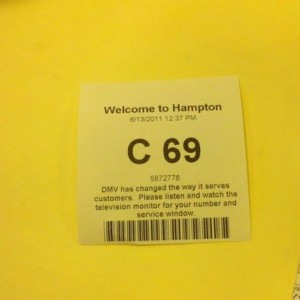 Welcome to Hampton
6/13/2011 12:37 PM
C 69
5872776
DMV has changed the way it serves
customers. Please listen and watch the
television monitor for your number and
service window.